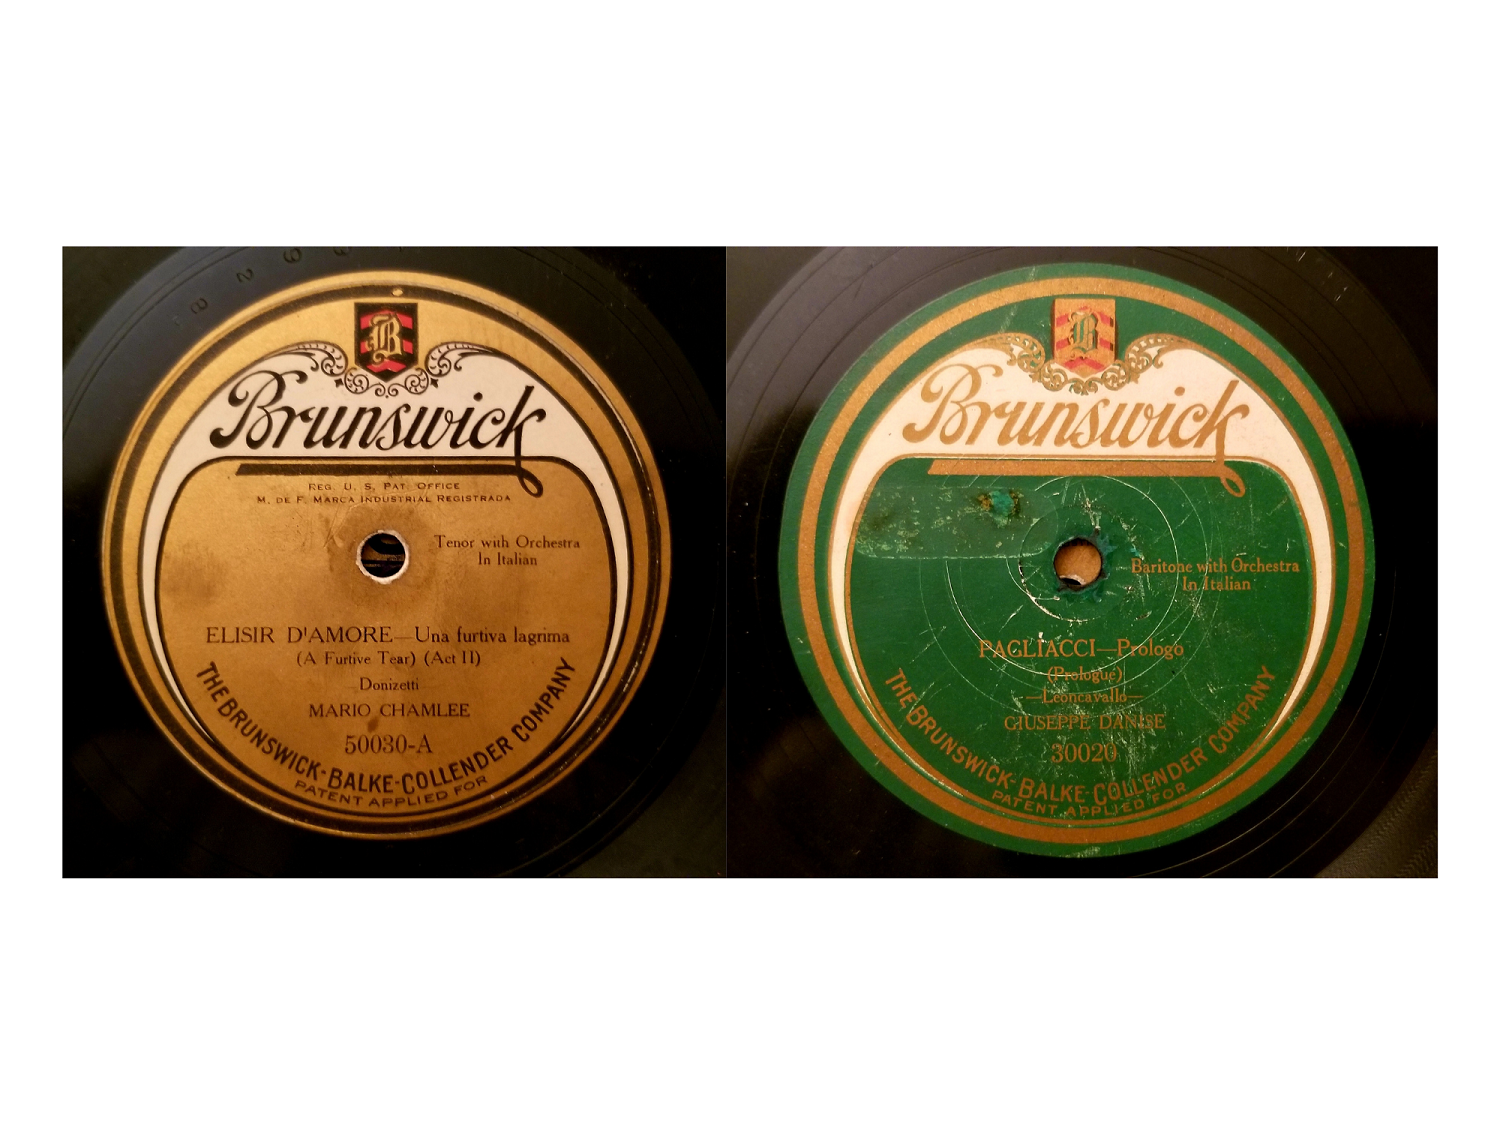 B
Brunswick
REG. U. S. PAT. OFFICE
M. DE F. MARCA INDUSTRIAL REGISTRADA
Tenor with Orchestra
In Italian
ELISIR D'AMORE—Una furtiva lagrima
(A Furtive Tear) (Act II)
Donizetti
MARIO CHAMLEE
50030-A
THE BRUNSWICK-BALKE-COLLENDER COMPANY
PATENT APPLIED FOR
B
Brunswick
Baritone with Orchestra
In Italian
PAGLIACCI—Prologo
(Prologue)
—Leoncavallo—
GIUSEPPE DANISE
30020
THE BRUNSWICK-BALKE-COLLENDER COMPANY
PATENT APPLIED FOR